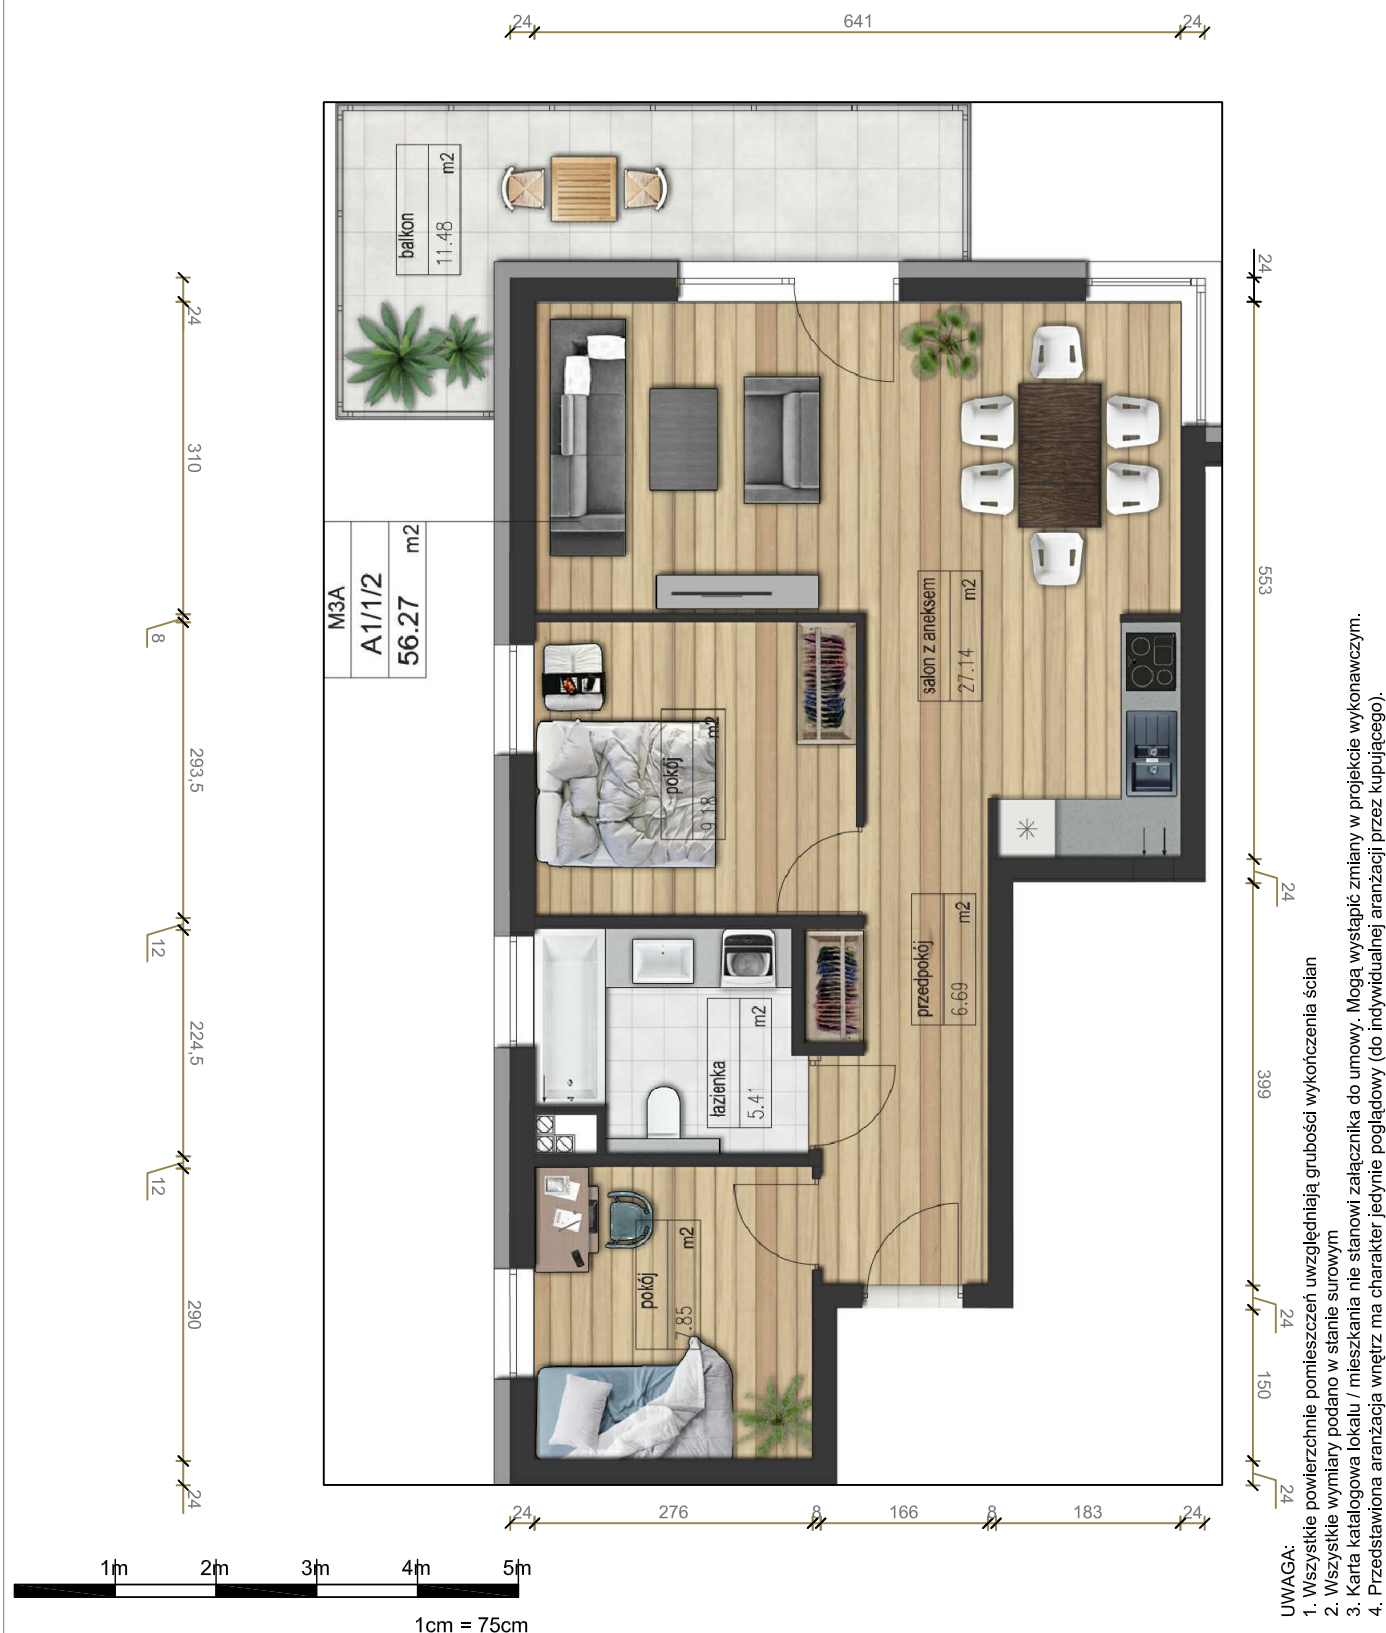 24
641
24
balkon
11.48 m2
24
310
8
293,5
12
224,5
12
290
24
24
553
24
399
24
150
24
M3A
A1/1/2
56.27 m2
salon z aneksem
27.14 m2
pokój
9.18 m2
przedpokój
6.69 m2
łazienka
5.41 m2
pokój
7.85 m2
24
276
8
166
8
183
24
1m 2m 3m 4m 5m
1cm = 75cm
UWAGA:
1. Wszystkie powierzchnie pomieszczeń uwzględniają grubości wykończenia ścian
2. Wszystkie wymiary podano w stanie surowym
3. Karta katalogowa lokalu / mieszkania nie stanowi załącznika do umowy. Mogą wystąpić zmiany w projekcie wykonawczym.
4. Przedstawiona aranżacja wnętrz ma charakter jedynie poglądowy (do indywidualnej aranżacji przez kupującego).